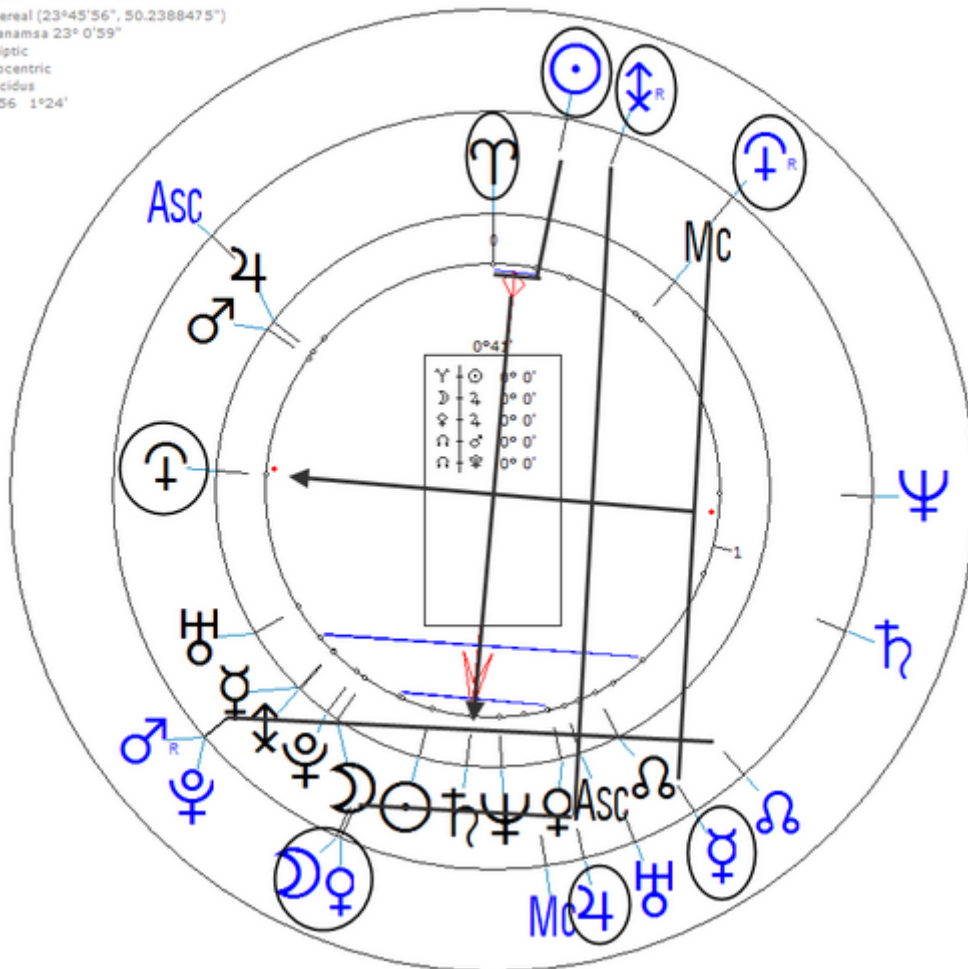 ereal (23°45'56", 50.2388475")
anamsa 23° 0'59"
iptic
ocentric
cidus
56 1°24'
☉
R
R
♈
Asc
Mc
0
♃
♂
0°41'
♈ ☉ 0° 0'
☽ ♃ 0° 0'
♀ ♃ 0° 0'
☊ ♂ 0° 0'
☊ 0° 0'
♆
1
♅
♄
☿
♂ R
☽ ☉ ♄ ♆ ♀ Asc ☊
☽ ♀
Mc ♃ ♅ ☿ ☊